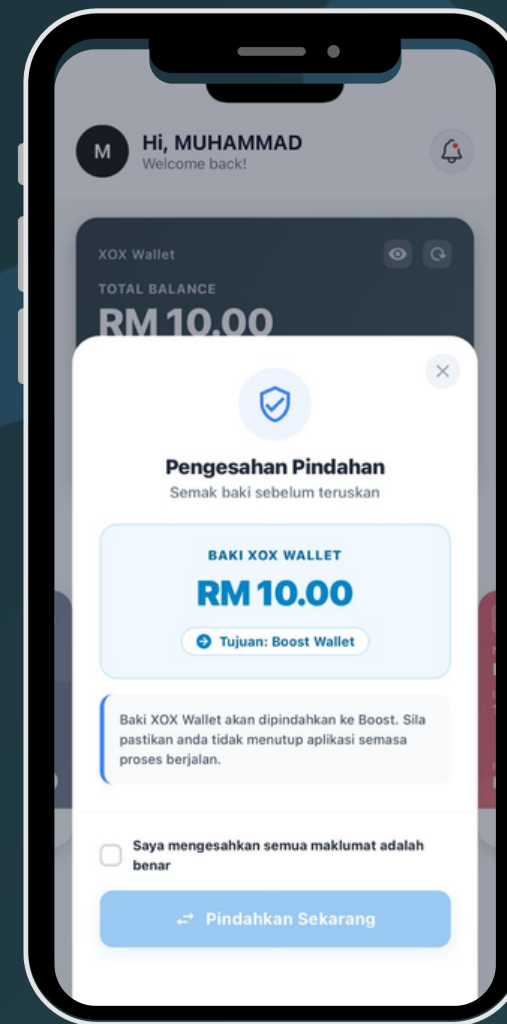 M
Hi, MUHAMMAD
Welcome back!
XOX Wallet
TOTAL BALANCE
RM 10.00
Pengesahan Pindahan
Semak baki sebelum teruskan
BAKI XOX WALLET
RM 10.00
Tujuan: Boost Wallet
Baki XOX Wallet akan dipindahkan ke Boost. Sila
pastikan anda tidak menutup aplikasi semasa
proses berjalan.
Saya mengesahkan semua maklumat adalah
benar
Pindahkan Sekarang